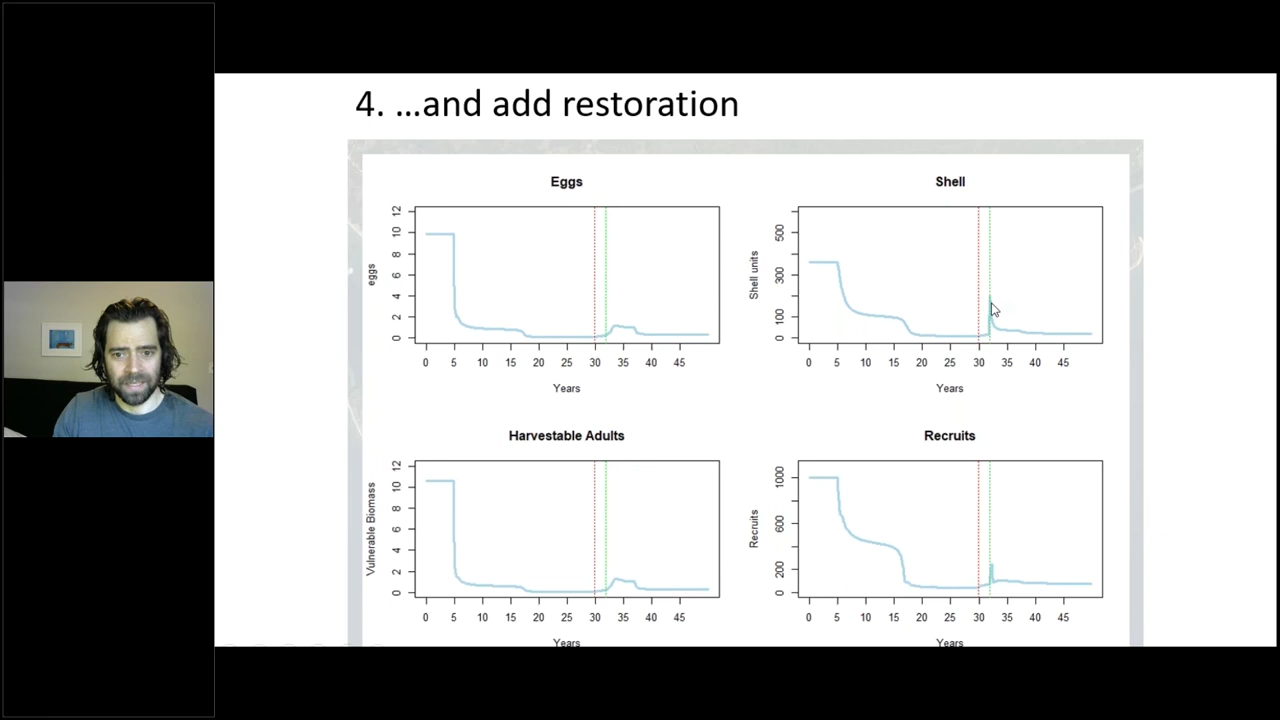 4. ...and add restoration
Eggs
12
10
8
6
4
2
0
eggs
0 5 10 15 20 25 30 35 40 45
Years
Shell
500
300
100
0
Shell units
0 5 10 15 20 25 30 35 40 45
Years
Harvestable Adults
12
10
8
6
4
2
0
Vulnerable Biomass
0 5 10 15 20 25 30 35 40 45
Years
Recruits
1000
600
200
0
Recruits
0 5 10 15 20 25 30 35 40 45
Years